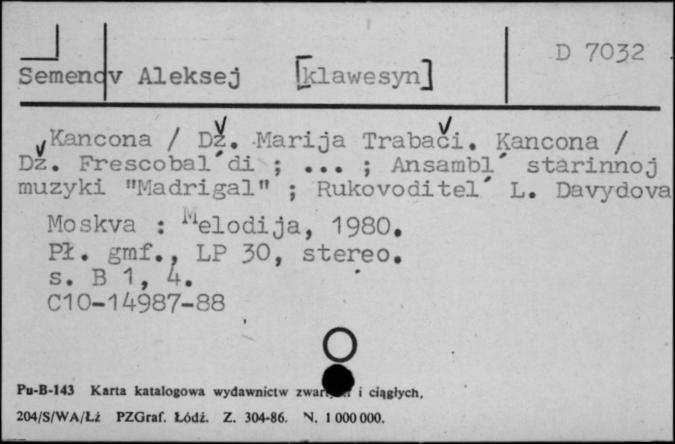 D 7032
Semenov Aleksej [klawesyn]
Kancona / Dž. Marija Trabači. Kancona /
Dž. Frescobal´di ; ... ; Ansambl´ starinnoj
muzyki "Madrigal" ; Rukovoditel´ L. Davydova
Moskva : Melodija, 1980.
Pł. gmf., LP 30, stereo.
s. B 1, 4.
C10-14987-88
Pu-B-143 Karta katalogowa wydawnictw i ciągłych.
204/S/WA/Łż PZGraf. Łódź. Z. 304-86. N. 1 000 000.